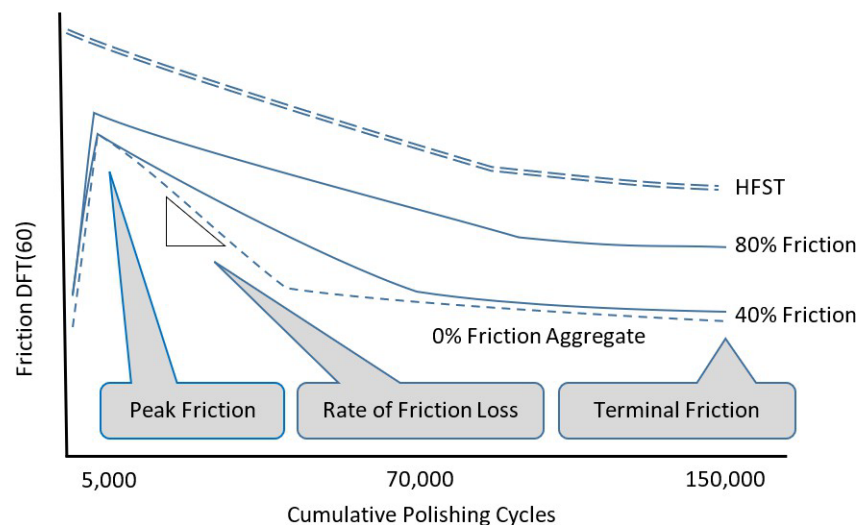 Friction DFT(60)
HFST
80% Friction
40% Friction
0% Friction Aggregate
Peak Friction
Rate of Friction Loss
Terminal Friction
5,000
70,000
150,000
Cumulative Polishing Cycles